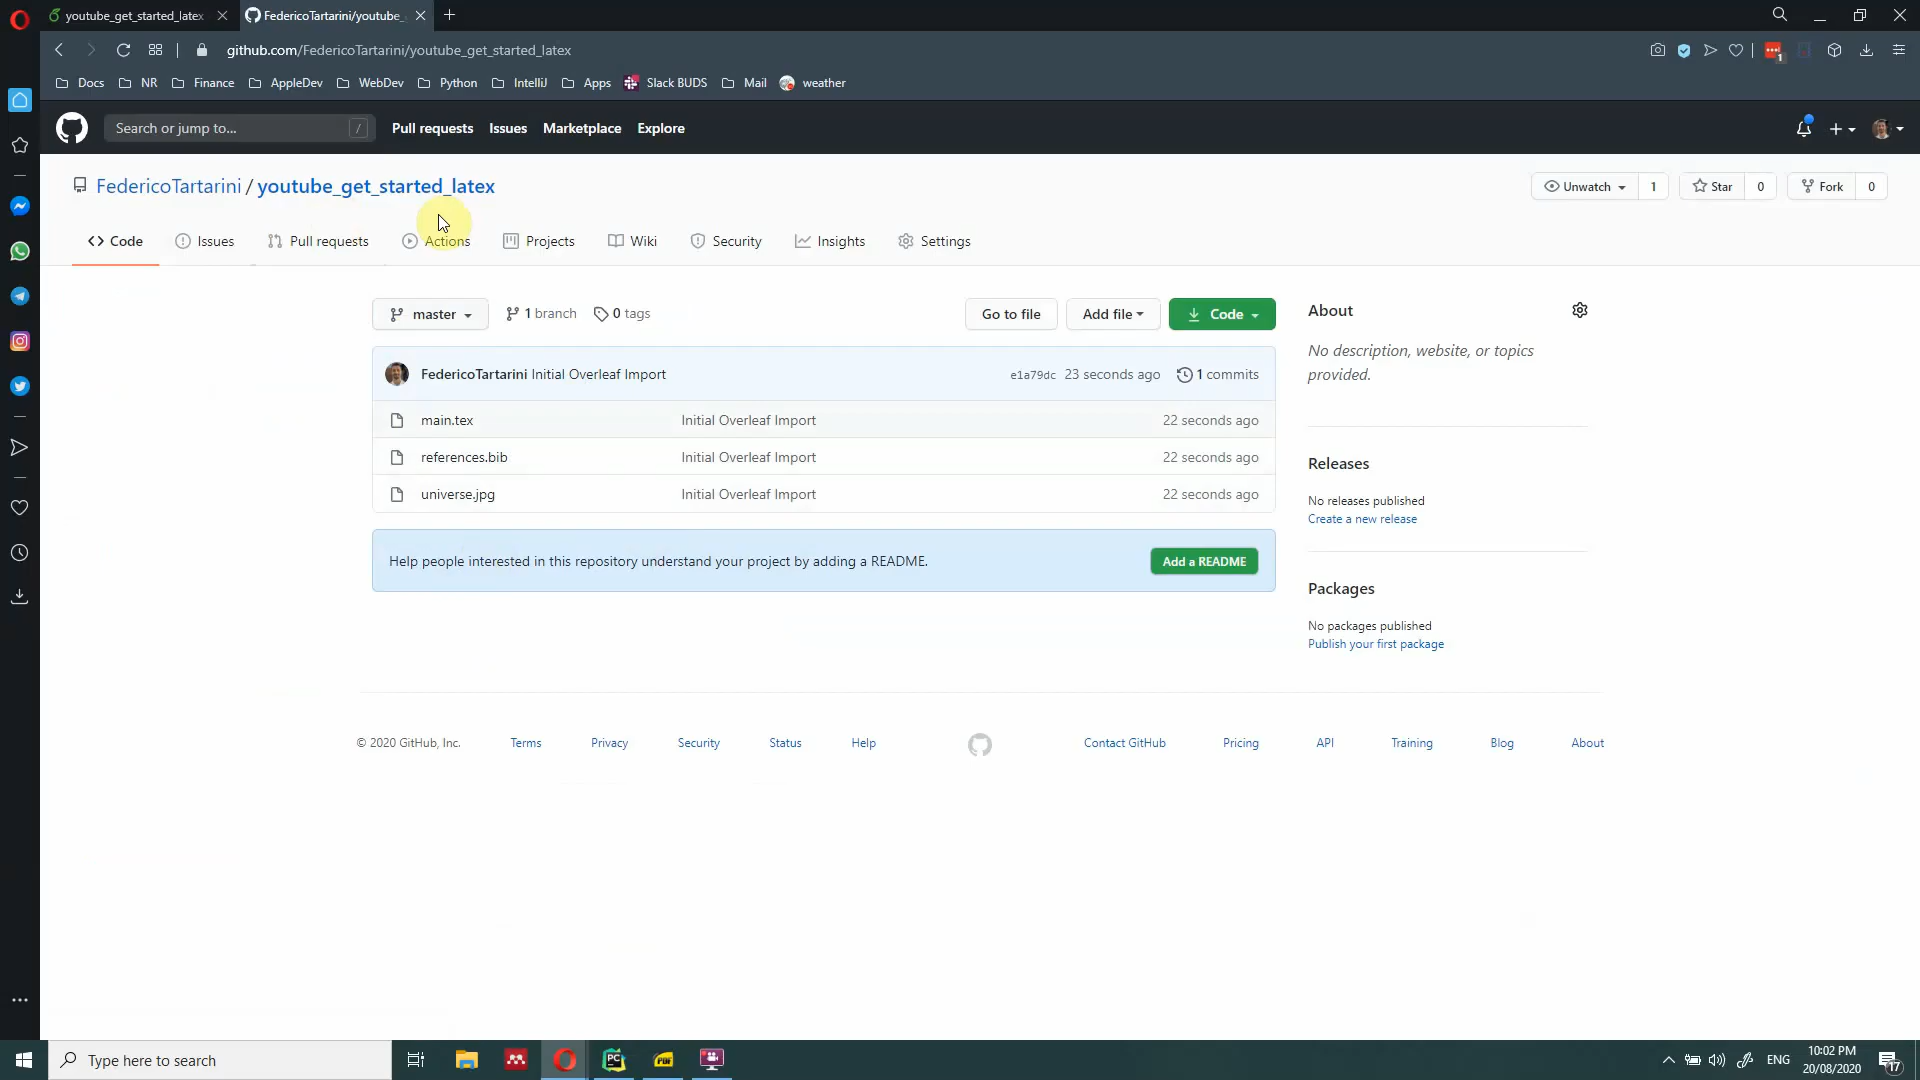 youtube_get_started_latex
FedericoTartarini/youtube_
github.com/FedericoTartarini/youtube_get_started_latex
1
Docs
NR
Finance
AppleDev
WebDev
Python
IntelliJ
Apps
Slack BUDS
Mail
weather
Search or jump to...
/
Pull requests
Issues
Marketplace
Explore
FedericoTartarini / youtube_get_started_latex
Unwatch
1
Star
0
Fork
0
Code
Issues
Pull requests
Actions
Projects
Wiki
Security
Insights
Settings
master
1 branch
0 tags
Go to file
Add file
Code
About
No description, website, or topics
provided.
FedericoTartarini Initial Overleaf Import
e1a79dc
23 seconds ago
1 commits
main.tex
Initial Overleaf Import
22 seconds ago
references.bib
Initial Overleaf Import
22 seconds ago
universe.jpg
Initial Overleaf Import
22 seconds ago
Releases
No releases published
Create a new release
Help people interested in this repository understand your project by adding a README.
Add a README
Packages
No packages published
Publish your first package
© 2020 GitHub, Inc.
Terms
Privacy
Security
Status
Help
Contact GitHub
Pricing
API
Training
Blog
About
Type here to search
PC
PDF
ENG
10:02 PM
20/08/2020
17